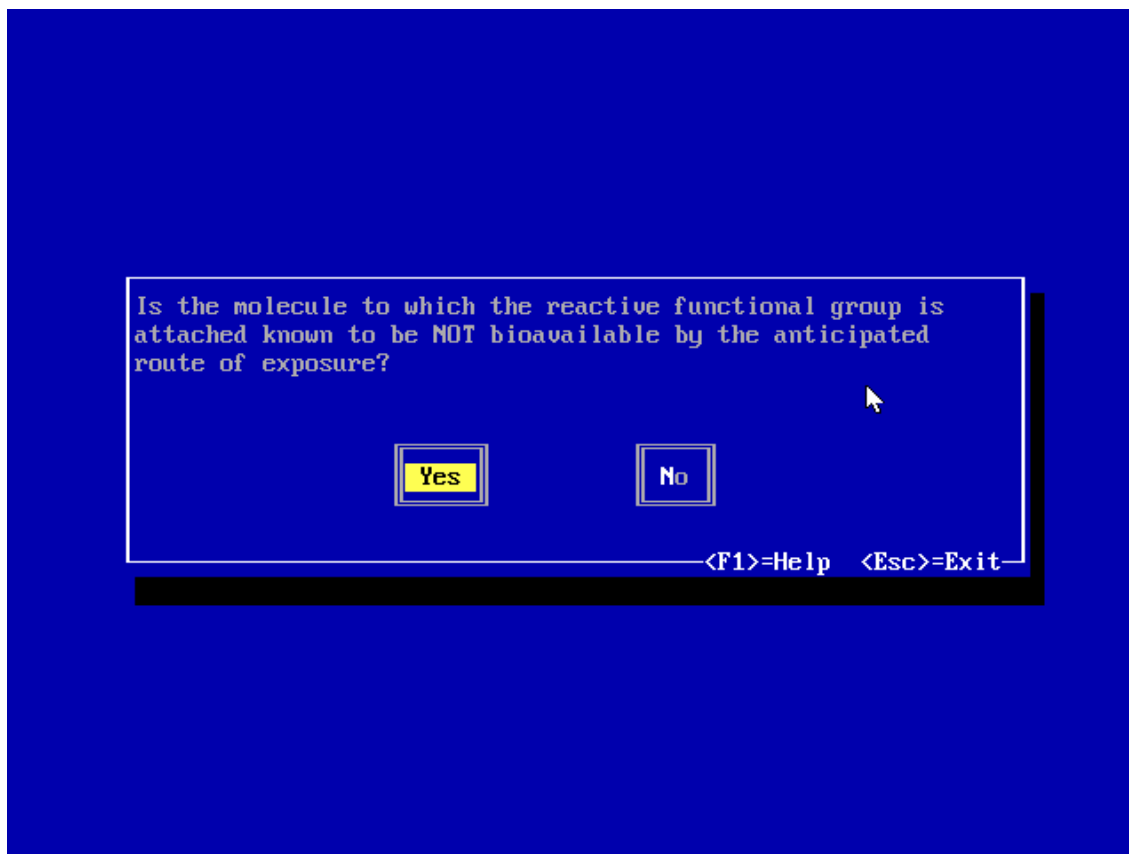 Is the molecule to which the reactive functional group is
attached known to be NOT bioavailable by the anticipated
route of exposure?
Yes No
<F1>=Help <Esc>=Exit